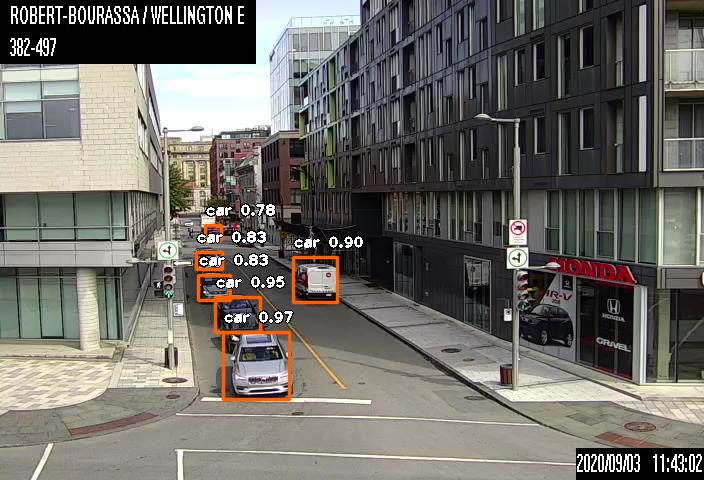 ROBERT-BOURASSA / WELLINGTON E
382-497
car 0.78
car 0.83
car 0.90
car 0.83
car 0.95
car 0.97
HONDA
HR-V
HONDA
GRAVEL
2020/09/03 11:43:02